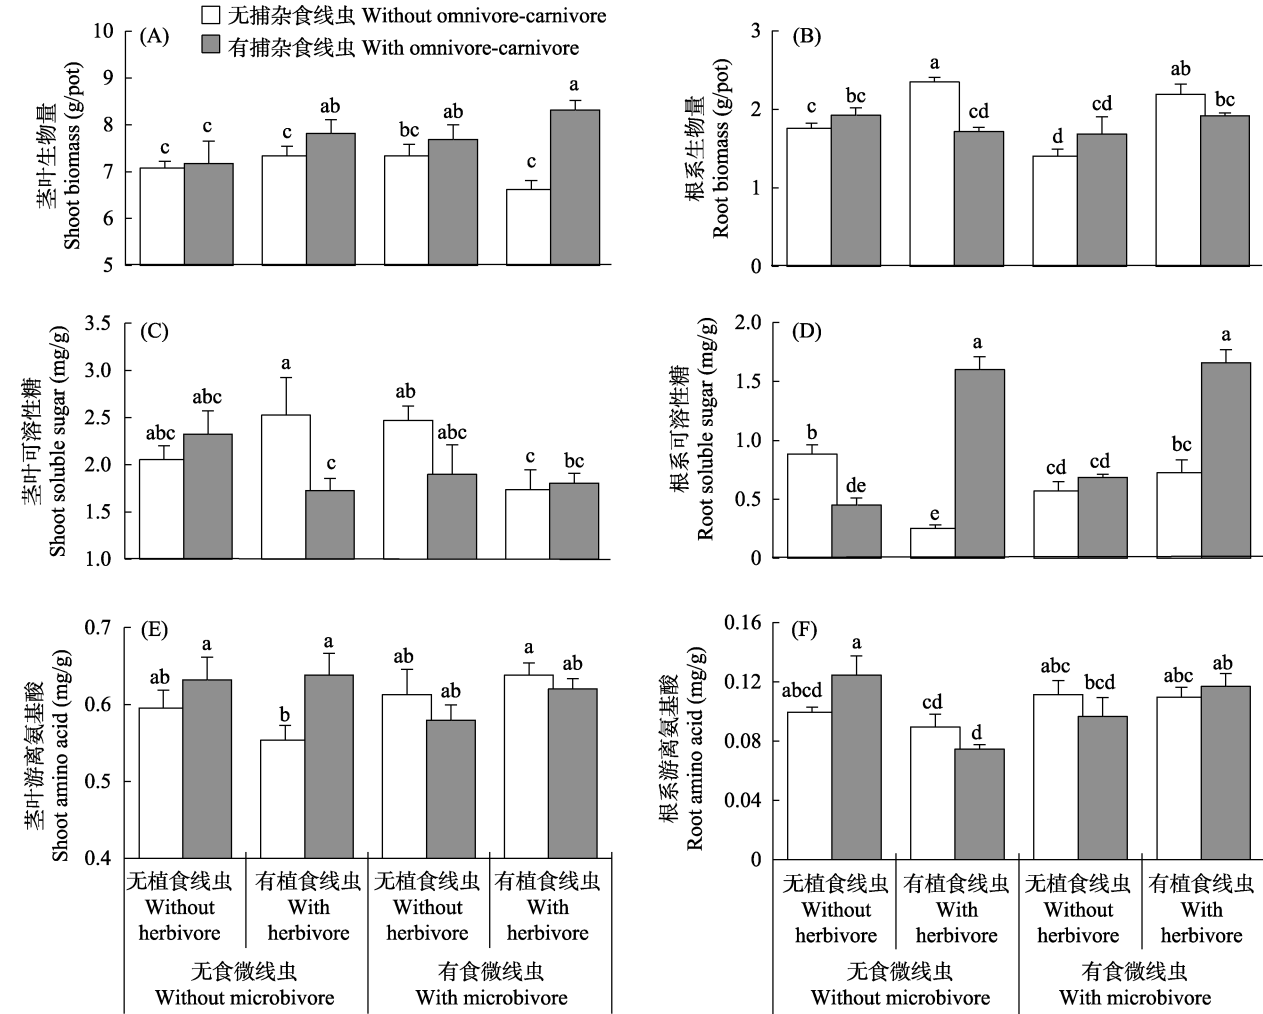 无捕杂食线虫 Without omnivore-carnivore
有捕杂食线虫 With omnivore-carnivore
(A)
茎叶生物量
Shoot biomass (g/pot)
10
9
8
7
6
5
c
c
c
ab
bc
ab
c
a
(B)
根系生物量
Root biomass (g/pot)
3
2
1
0
c
bc
a
cd
d
cd
ab
bc
(C)
茎叶可溶性糖
Shoot soluble sugar (mg/g)
3.5
3.0
2.5
2.0
1.5
1.0
abc
abc
a
c
ab
abc
c
bc
(D)
根系可溶性糖
Root soluble sugar (mg/g)
2.0
1.5
1.0
0.5
0
b
de
e
a
cd
cd
bc
a
(E)
茎叶游离氨基酸
Shoot amino acid (mg/g)
0.7
0.6
0.5
0.4
ab
a
b
a
ab
ab
a
ab
无植食线虫
Without
herbivore
有植食线虫
With
herbivore
无植食线虫
Without
herbivore
有植食线虫
With
herbivore
无食微线虫
Without microbivore
有食微线虫
With microbivore
(F)
根系游离氨基酸
Root amino acid (mg/g)
0.16
0.12
0.08
0.04
0
abcd
a
cd
d
abc
bcd
abc
ab
无植食线虫
Without
herbivore
有植食线虫
With
herbivore
无植食线虫
Without
herbivore
有植食线虫
With
herbivore
无食微线虫
Without microbivore
有食微线虫
With microbivore